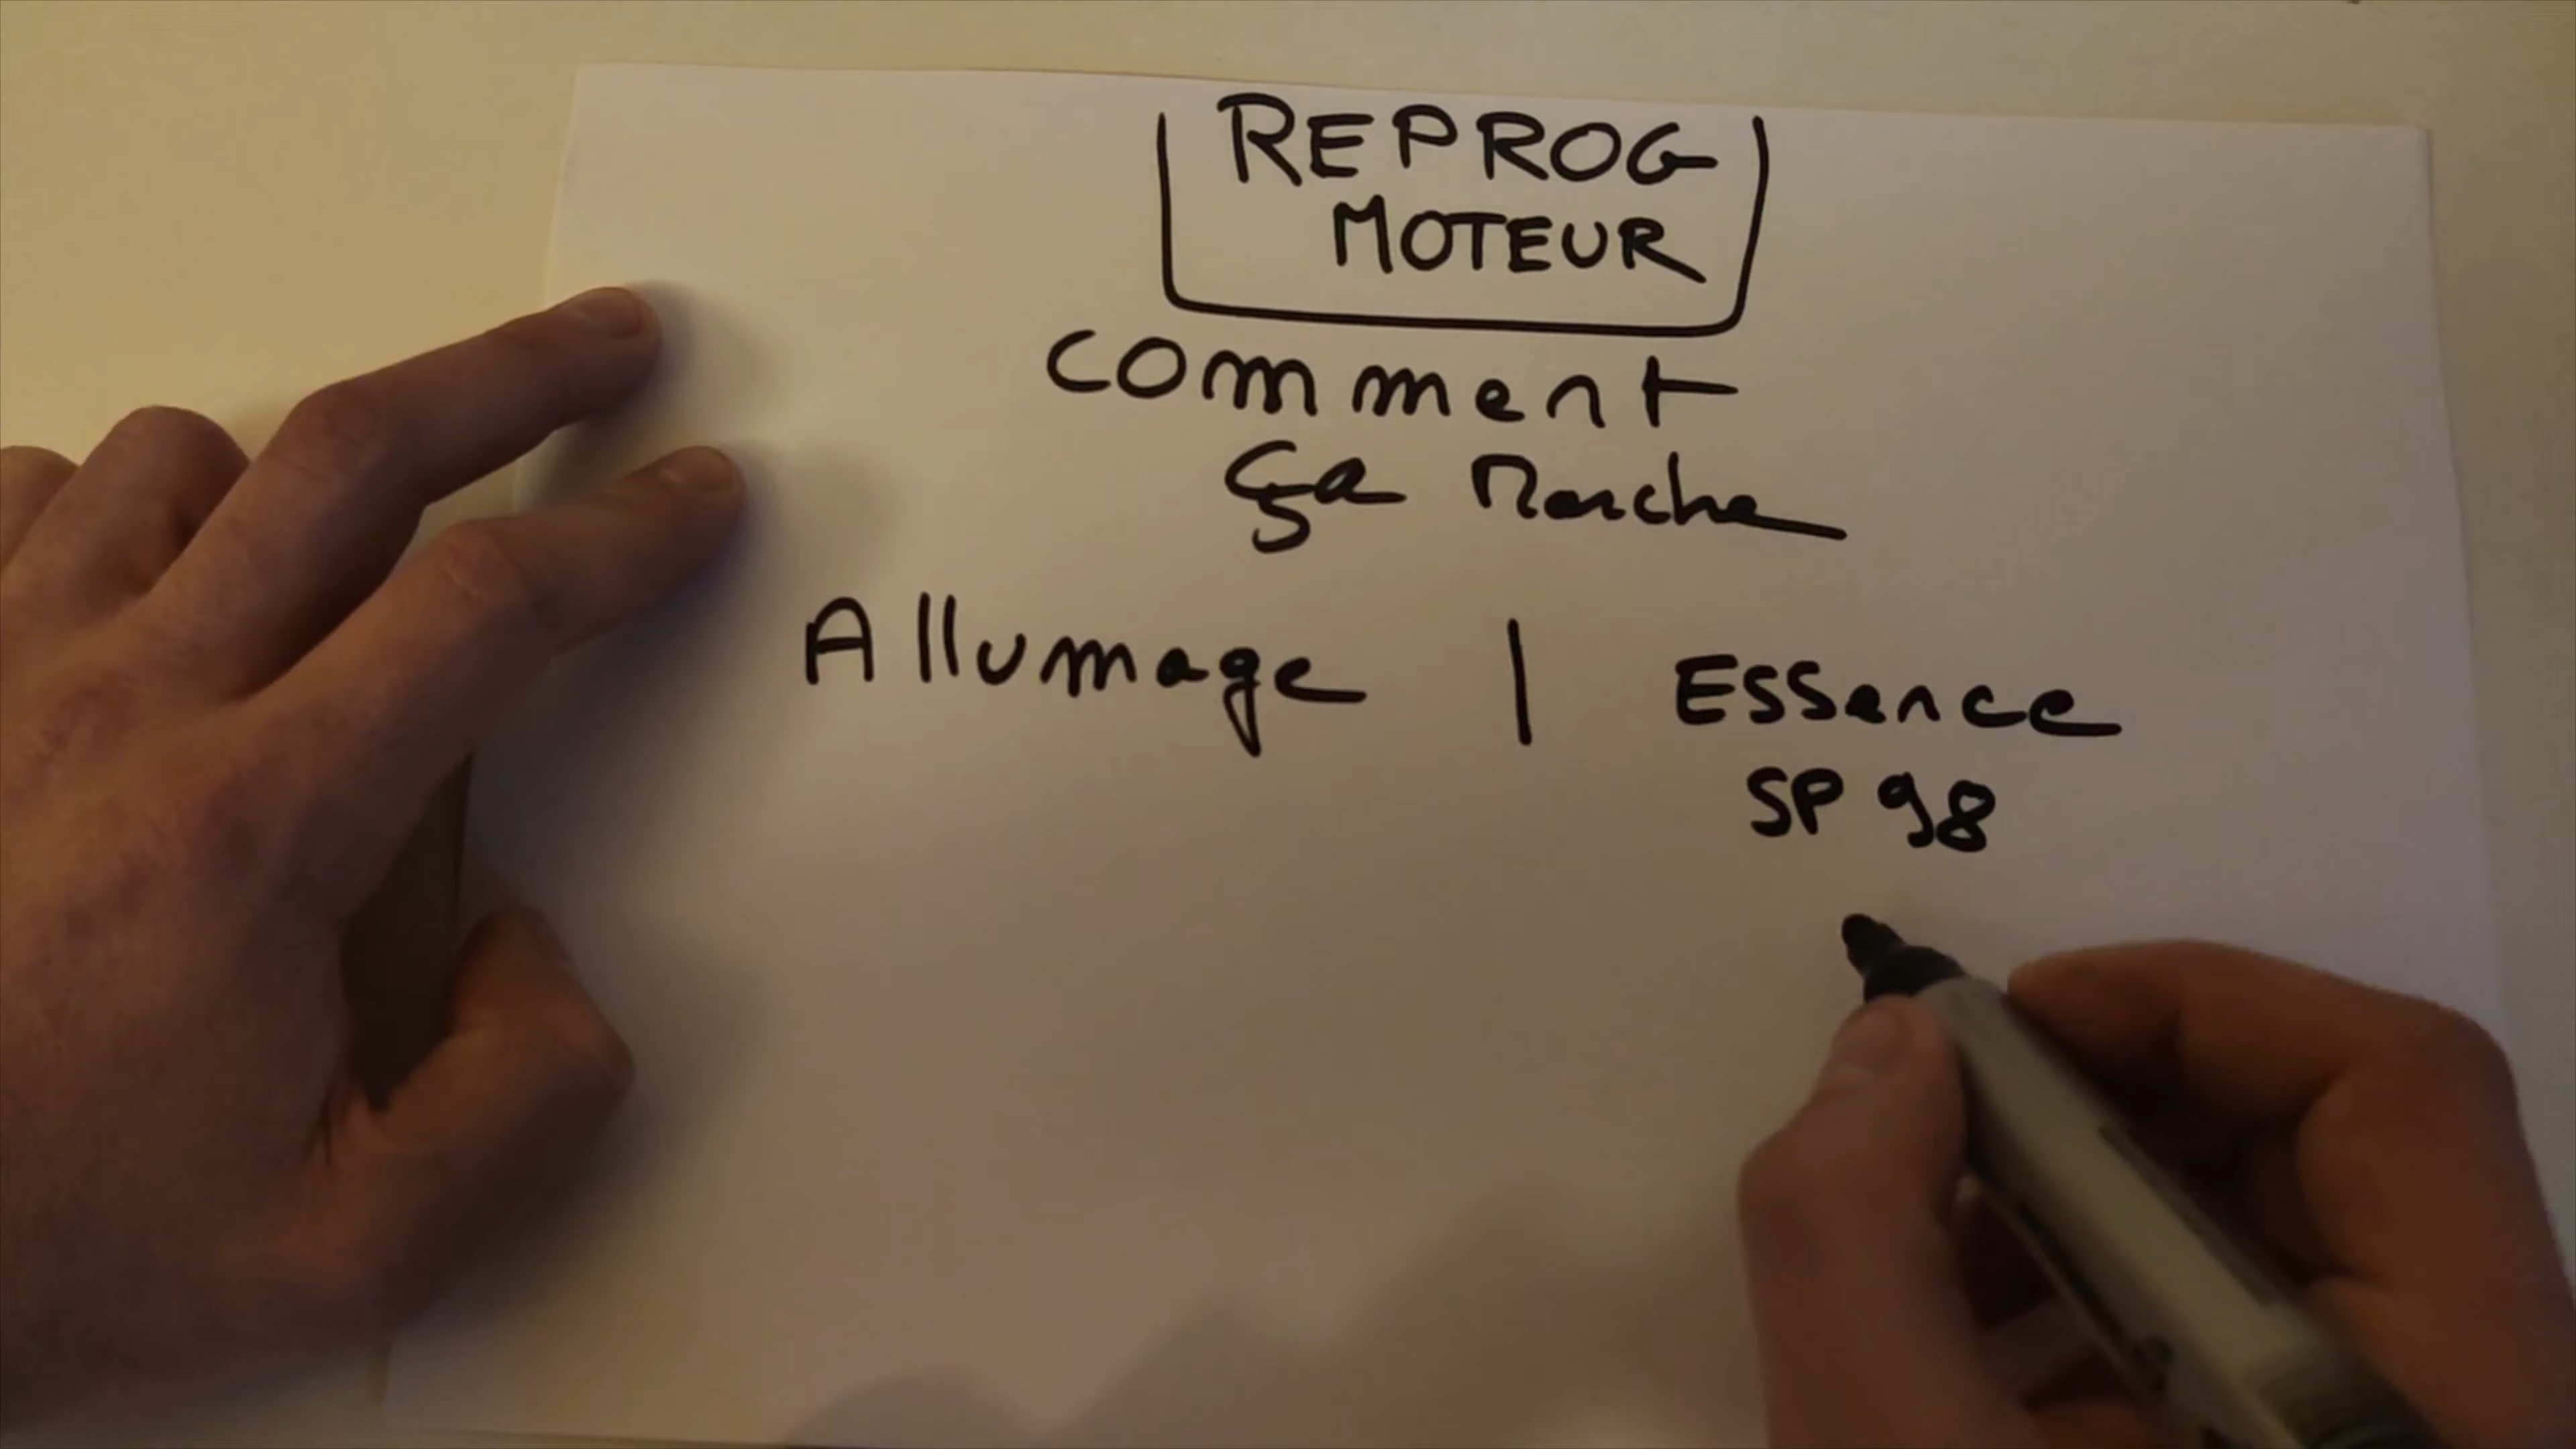 REPROG
MOTEUR
comment
ça Marche
Allumage | Essence
SP 98